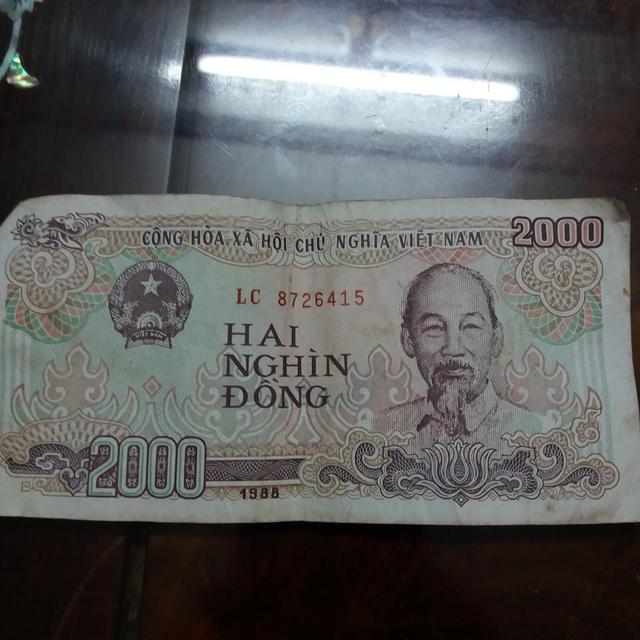 CỘNG HÒA XÃ HỘI CHỦ NGHĨA VIỆT NAM
2000
LC 8726415
HAI
NGHÌN
ĐỒNG
2000
1988